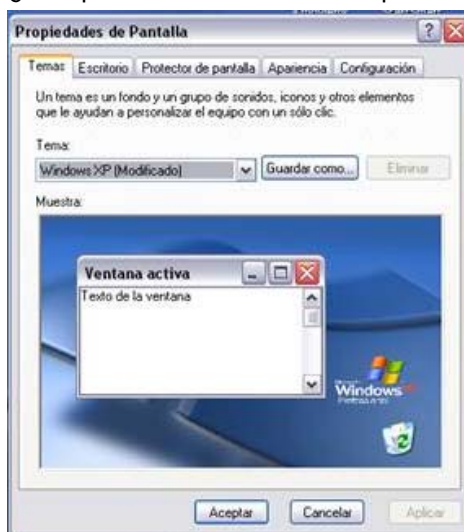 Propiedades de Pantalla
Temas Escritorio Protector de pantalla Apariencia Configuración
Un tema es un fondo y un grupo de sonidos, iconos y otros elementos
que le ayudan a personalizar el equipo con un sólo clic.
Tema:
Windows XP (Modificado) Guardar como... Eliminar
Muestra:
Ventana activa
Texto de la ventana
Windows
Professional
Aceptar Cancelar Aplicar